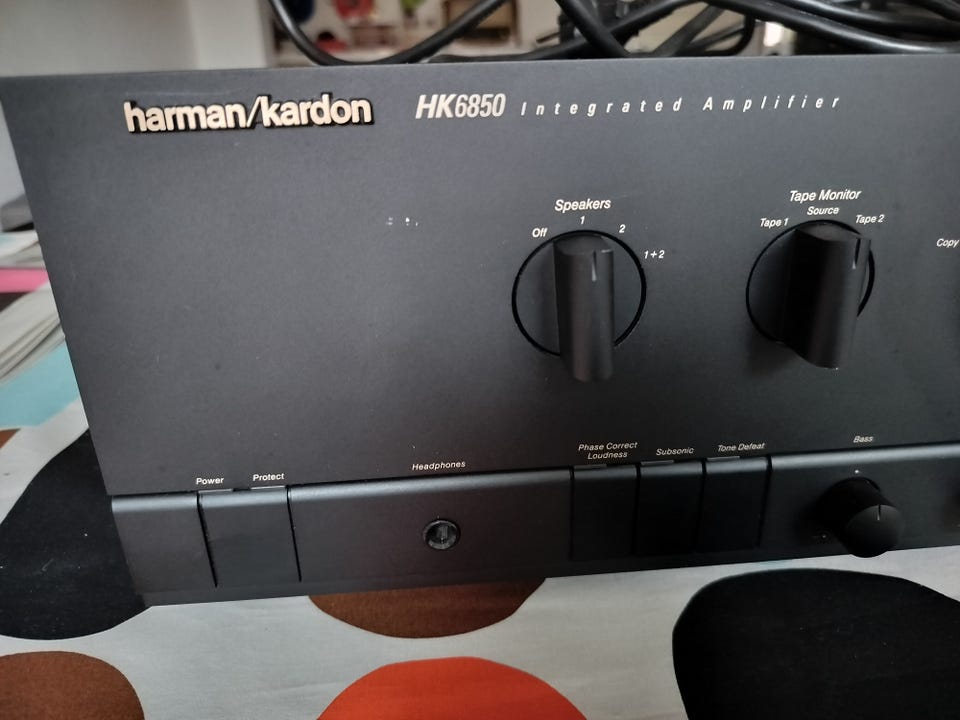 harman/kardon HK6850 Integrated Amplifier
Speakers
Off 1 2 1+2
Tape Monitor
Tape 1 Source Tape 2
Copy
Power Protect
Headphones
Phase Correct
Loudness
Subsonic
Tone Defeat
Bass